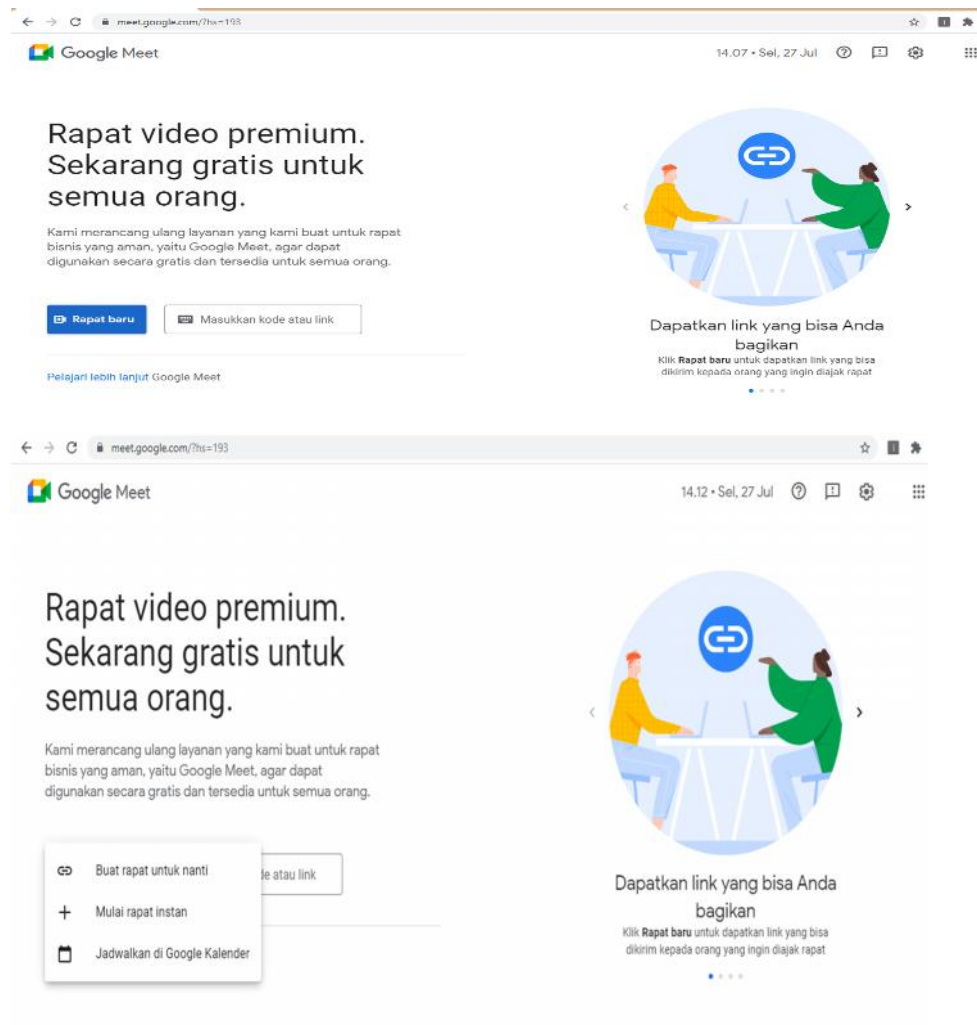 meet.google.com/?hs=193
Google Meet
14.07 • Sel, 27 Jul
Rapat video premium.
Sekarang gratis untuk
semua orang.
Kami merancang ulang layanan yang kami buat untuk rapat
bisnis yang aman, yaitu Google Meet, agar dapat
digunakan secara gratis dan tersedia untuk semua orang.
Rapat baru
Masukkan kode atau link
Pelajari lebih lanjut Google Meet
Dapatkan link yang bisa Anda
bagikan
Klik Rapat baru untuk dapatkan link yang bisa
dikirim kepada orang yang ingin diajak rapat
meet.google.com/?hs=193
Google Meet
14.12 • Sel, 27 Jul
Rapat video premium.
Sekarang gratis untuk
semua orang.
Kami merancang ulang layanan yang kami buat untuk rapat
bisnis yang aman, yaitu Google Meet, agar dapat
digunakan secara gratis dan tersedia untuk semua orang.
Buat rapat untuk nanti
de atau link
Mulai rapat instan
Jadwalkan di Google Kalender
Dapatkan link yang bisa Anda
bagikan
Klik Rapat baru untuk dapatkan link yang bisa
dikirim kepada orang yang ingin diajak rapat